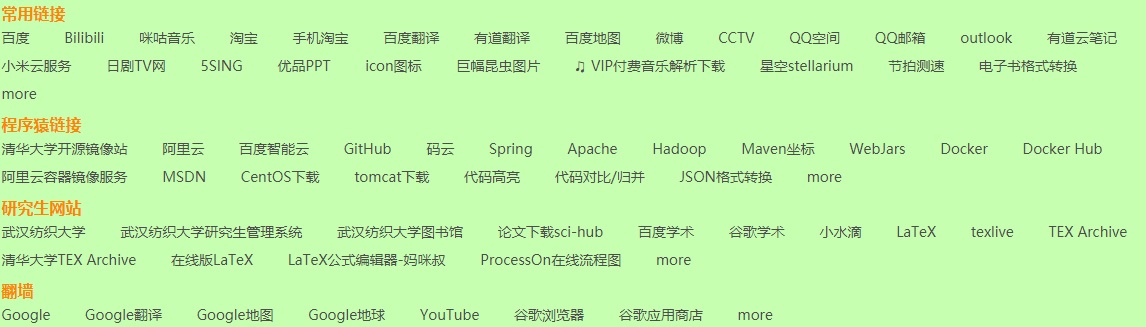 常用链接
百度 Bilibili 咪咕音乐 淘宝 手机淘宝 百度翻译 有道翻译 百度地图 微博 CCTV QQ空间 QQ邮箱 outlook 有道云笔记
小米云服务 日剧TV网 5SING 优品PPT icon图标 巨幅昆虫图片 ♫ VIP付费音乐解析下载 星空stellarium 节拍测速 电子书格式转换
more
程序猿链接
清华大学开源镜像站 阿里云 百度智能云 GitHub 码云 Spring Apache Hadoop Maven坐标 WebJars Docker Docker Hub
阿里云容器镜像服务 MSDN CentOS下载 tomcat下载 代码高亮 代码对比/归并 JSON格式转换 more
研究生网站
武汉纺织大学 武汉纺织大学研究生管理系统 武汉纺织大学图书馆 论文下载sci-hub 百度学术 谷歌学术 小水滴 LaTeX texlive TEX Archive
清华大学TEX Archive 在线版LaTeX LaTeX公式编辑器-妈咪叔 ProcessOn在线流程图 more
翻墙
Google Google翻译 Google地图 Google地球 YouTube 谷歌浏览器 谷歌应用商店 more